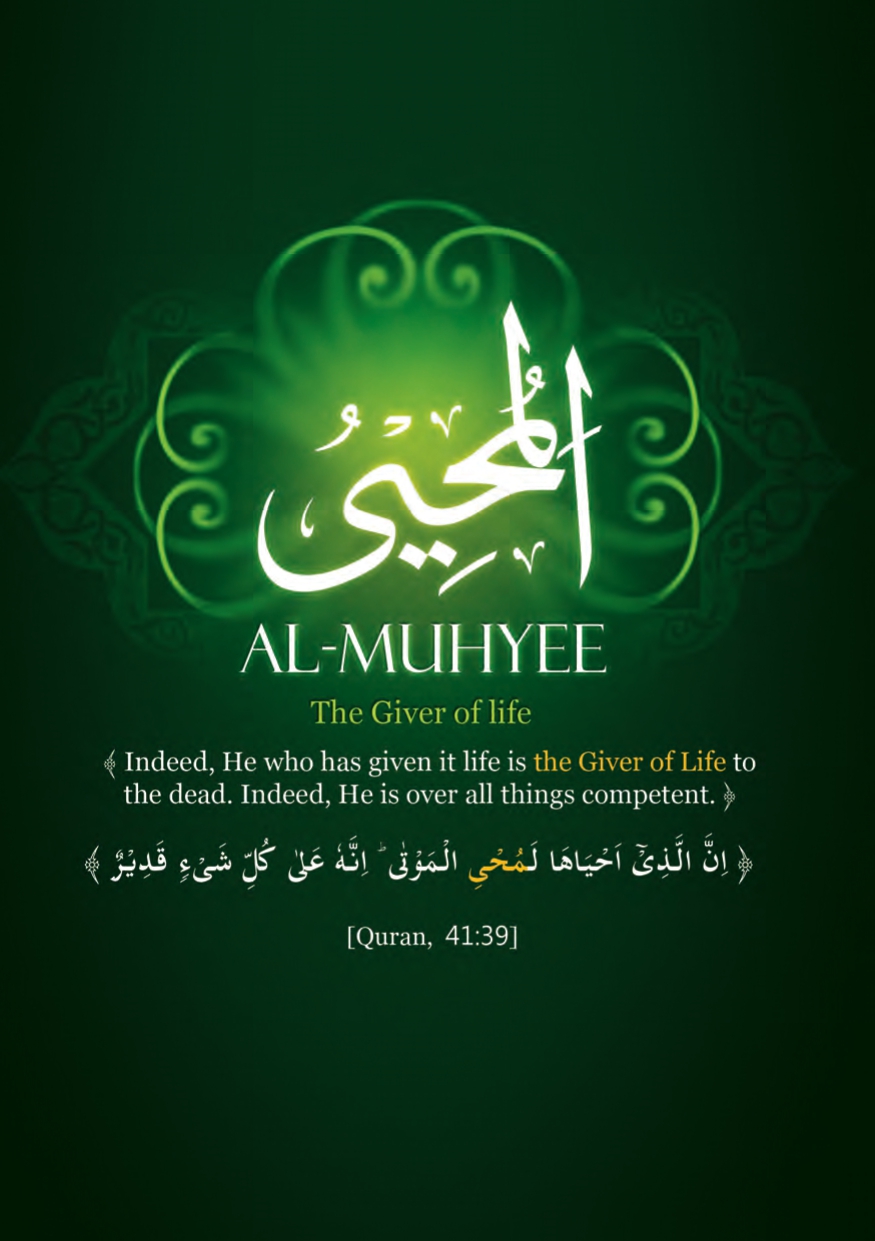 المحيي
AL-MUHYEE
The Giver of life
﴾ Indeed, He who has given it life is the Giver of Life to
the dead. Indeed, He is over all things competent. ﴿
﴿ اِنَّ الَّذِیْۤ اَحْیَاهَا لَمُحْیِ الْمَوْتٰی ؕ اِنَّهٗ عَلٰی كُلِّ شَیْءٍ قَدِیْرٌ ﴾
[Quran, 41:39]